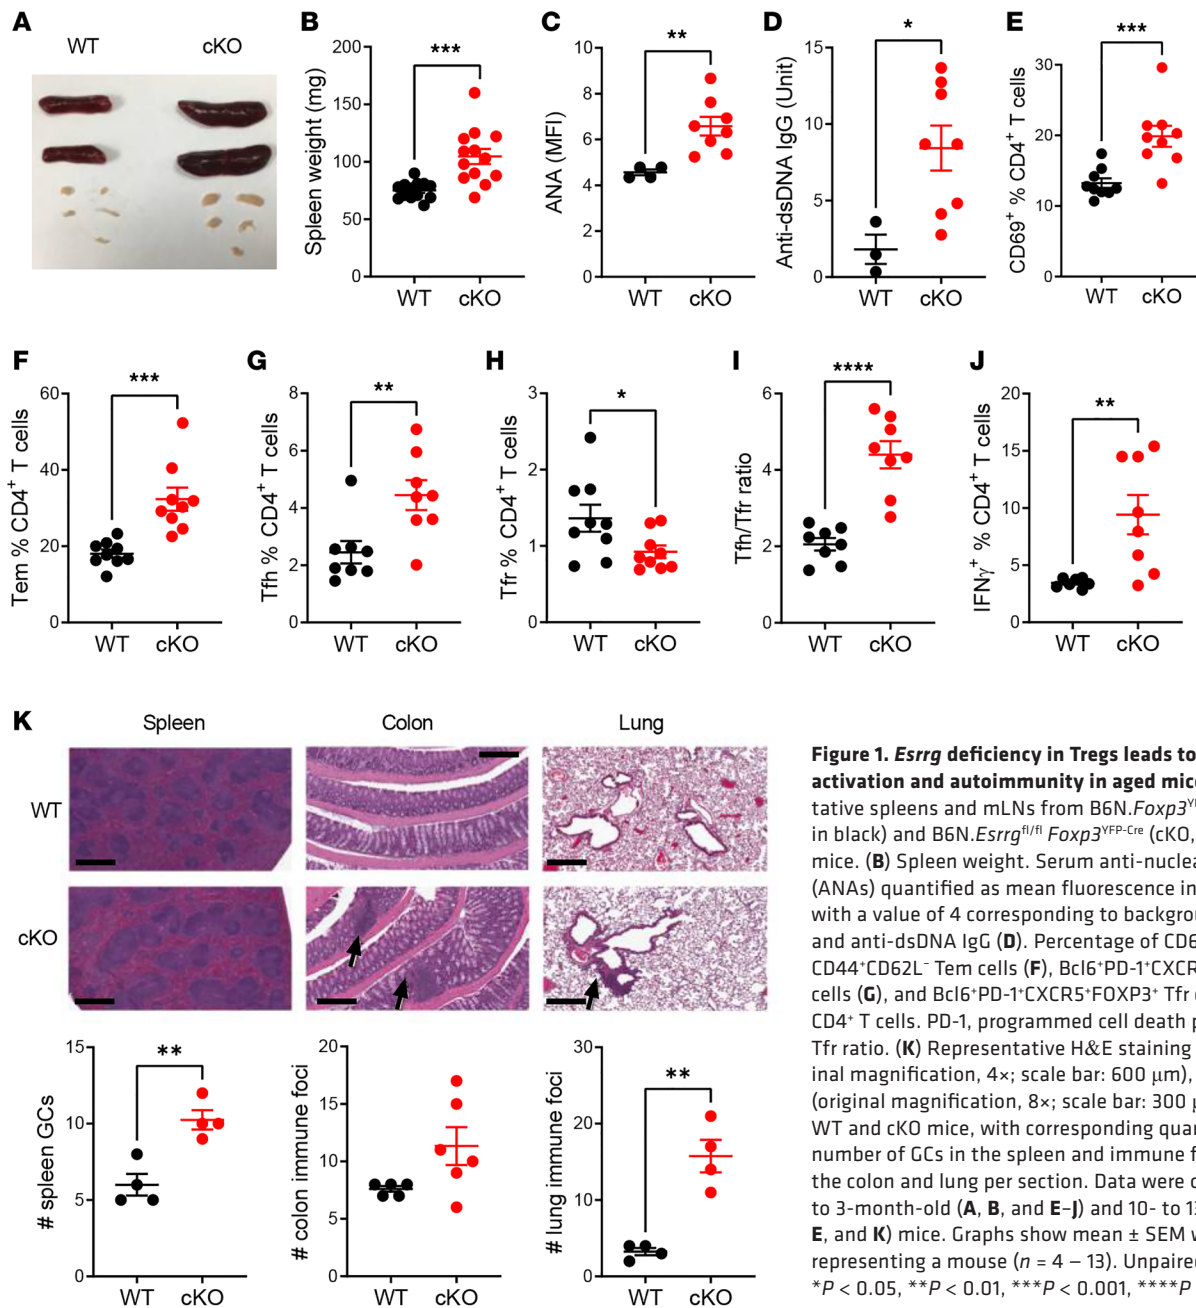 A
WT
cKO
B
Spleen weight (mg)
200
150
100
50
0
***
WT
cKO
C
ANA (MFI)
10
8
6
4
2
0
**
WT
cKO
D
Anti-dsDNA IgG (Unit)
15
10
5
0
*
WT
cKO
E
CD69⁺ % CD4⁺ T cells
30
20
10
0
***
WT
cKO
F
Tem % CD4⁺ T cells
60
40
20
0
***
WT
cKO
G
Tfh % CD4⁺ T cells
8
6
4
2
0
**
WT
cKO
H
Tfr % CD4⁺ T cells
3
2
1
0
*
WT
cKO
I
Tfh/Tfr ratio
6
4
2
0
****
WT
cKO
J
IFNγ⁺ % CD4⁺ T cells
20
15
10
5
0
**
WT
cKO
K
Spleen
Colon
Lung
WT
cKO
# spleen GCs
15
10
5
0
**
WT
cKO
# colon immune foci
20
15
10
5
0
WT
cKO
# lung immune foci
30
20
10
0
**
WT
cKO
Figure 1. Esrrg deficiency in Tregs leads to
activation and autoimmunity in aged mice
tative spleens and mLNs from B6N.Foxp3
in black) and B6N.Esrrgᶠˡ/ᶠˡ Foxp3ʸᶠᴾ⁻ᶜʳᵉ (cKO,
mice. (B) Spleen weight. Serum anti-nuclea
(ANAs) quantified as mean fluorescence in
with a value of 4 corresponding to backgro
and anti-dsDNA IgG (D). Percentage of CD6
CD44⁺CD62L⁻ Tem cells (F), Bcl6⁺PD-1⁺CXCR
cells (G), and Bcl6⁺PD-1⁺CXCR5⁺FOXP3⁺ Tfr
CD4⁺ T cells. PD-1, programmed cell death p
Tfr ratio. (K) Representative H&E staining
inal magnification, 4×; scale bar: 600 μm),
(original magnification, 8×; scale bar: 300
WT and cKO mice, with corresponding quan
number of GCs in the spleen and immune f
the colon and lung per section. Data were
to 3-month-old (A, B, and E–J) and 10- to
E, and K) mice. Graphs show mean ± SEM
representing a mouse (n = 4 – 13). Unpaired
*P < 0.05, **P < 0.01, ***P < 0.001, ****P